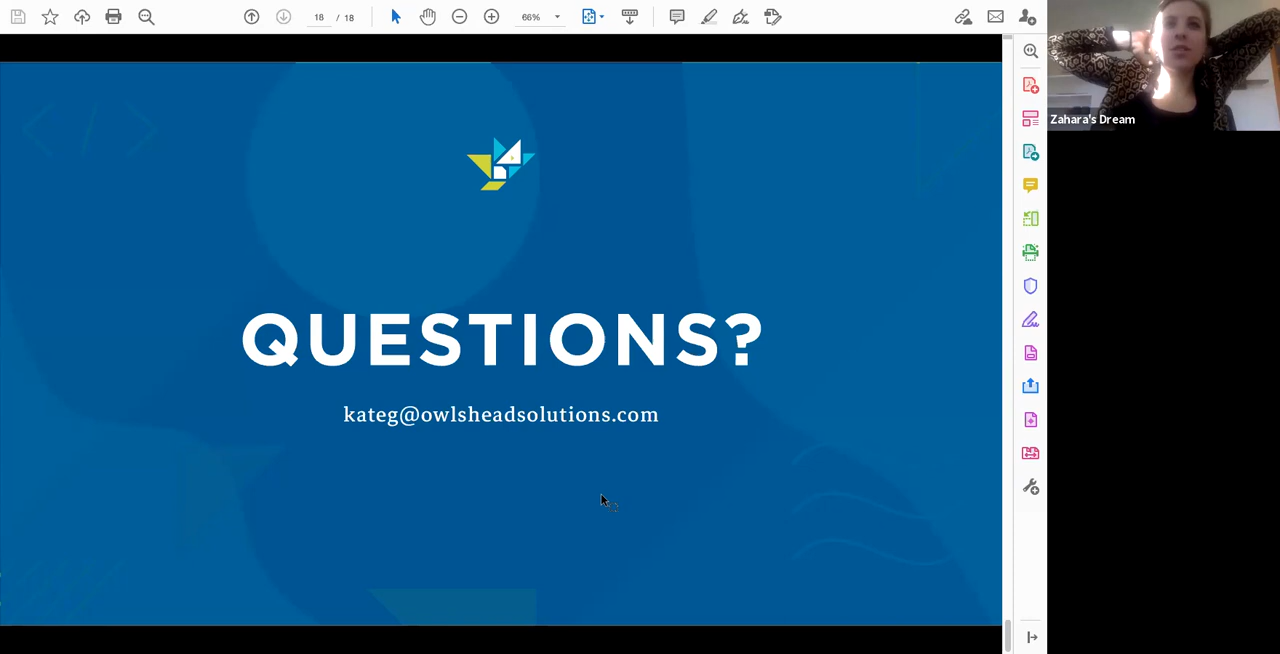 18 / 18
66%
Zahara's Dream
QUESTIONS?
kateg@owlsheadsolutions.com